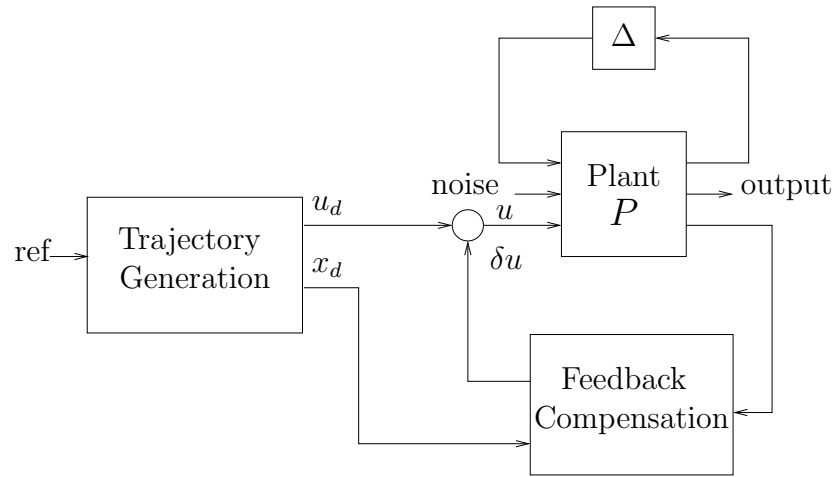 Δ
noise
Plant
P
output
u_d
u
ref
Trajectory
Generation
x_d
δu
Feedback
Compensation